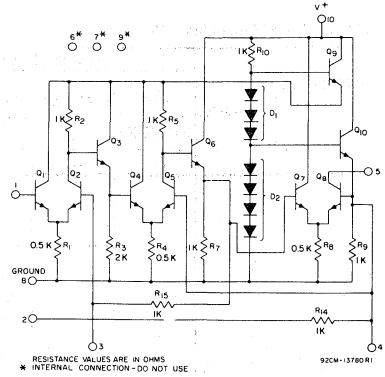 V+
10
6* 7* 9*
R10
1K
Q9
1K R2
1K R5
D1
Q3
Q6
Q10
Q1 Q2
Q4 Q5
5
D2
Q7 Q8
1
0.5K R1
R3
2K
R4
0.5K
1K R7
0.5K R8
R9
1K
GROUND
8
R15
1K
2
R14
1K
3
4
RESISTANCE VALUES ARE IN OHMS
* INTERNAL CONNECTION-DO NOT USE
92CM-13780R1